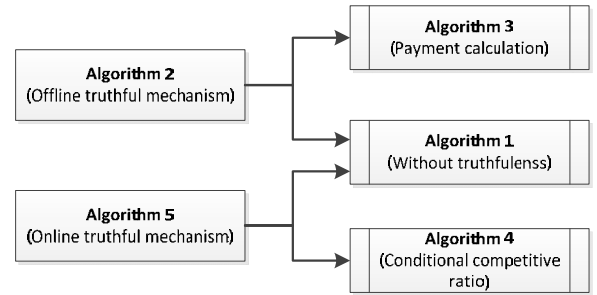 Algorithm 3
(Payment calculation)
Algorithm 2
(Offline truthful mechanism)
Algorithm 1
(Without truthfulenss)
Algorithm 5
(Online truthful mechanism)
Algorithm 4
(Conditional competitive
ratio)